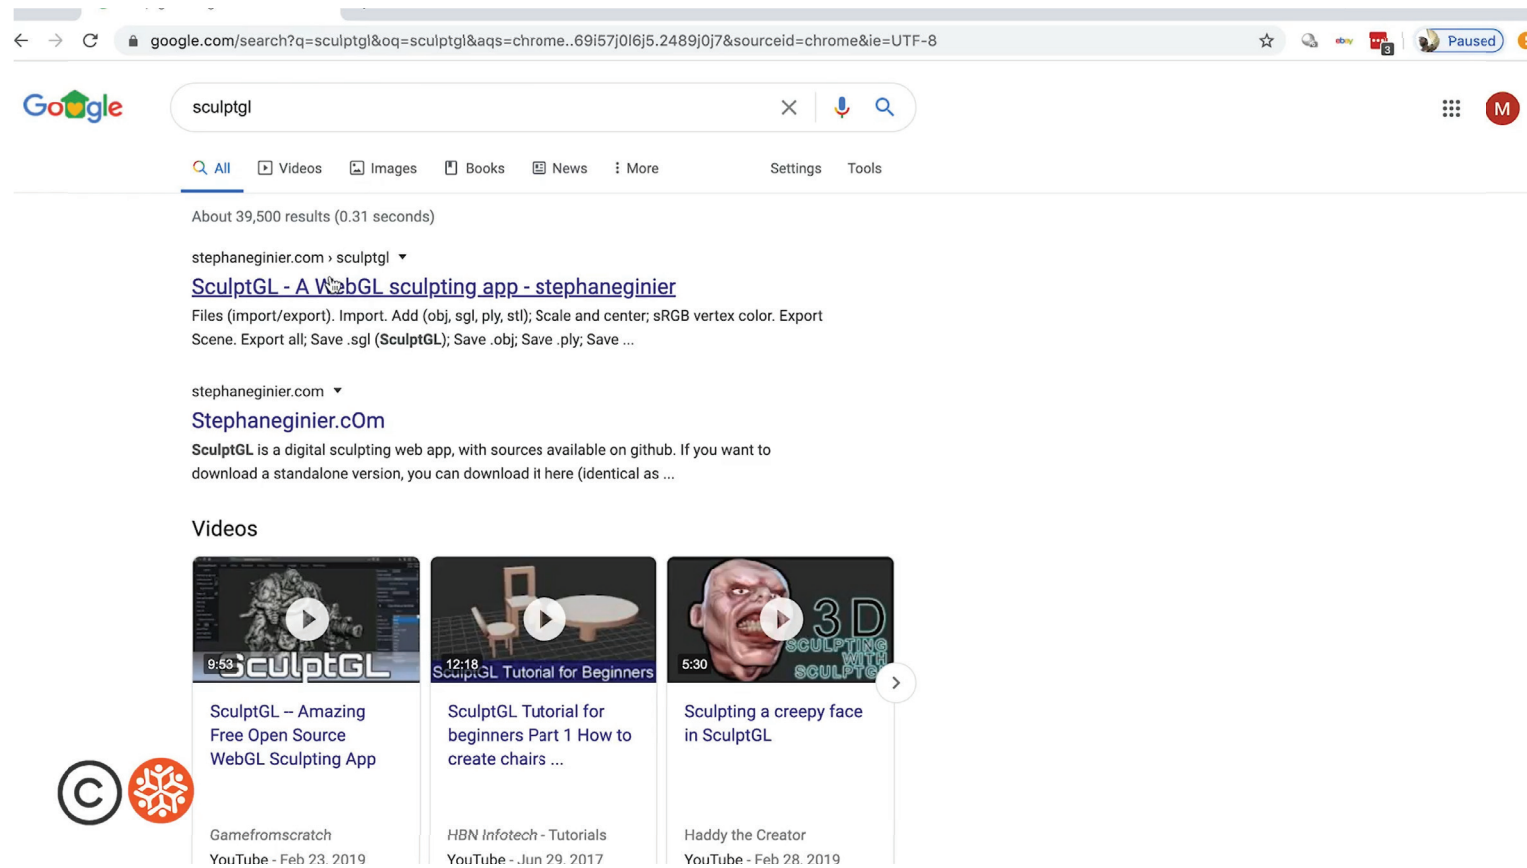 google.com/search?q=sculptgl&oq=sculptgl&aqs=chrome..69i57j0l6j5.2489j0j7&sourceid=chrome&ie=UTF-8
ebay
3
Paused
Google
sculptgl
M
All
Videos
Images
Books
News
More
Settings
Tools
About 39,500 results (0.31 seconds)
stephaneginier.com › sculptgl
SculptGL - A WebGL sculpting app - stephaneginier
Files (import/export). Import. Add (obj, sgl, ply, stl); Scale and center; sRGB vertex color. Export
Scene. Export all; Save .sgl (SculptGL); Save .obj; Save .ply; Save ...
stephaneginier.com
Stephaneginier.cOm
SculptGL is a digital sculpting web app, with sources available on github. If you want to
download a standalone version, you can download it here (identical as ...
Videos
9:53
SculptGL
12:18
SculptGL Tutorial for Beginners
5:30
3D
SCULPTING
WITH
SCULPTGL
SculptGL -- Amazing
Free Open Source
WebGL Sculpting App
Gamefromscratch
YouTube - Feb 23, 2019
SculptGL Tutorial for
beginners Part 1 How to
create chairs ...
HBN Infotech - Tutorials
YouTube - Jun 29, 2017
Sculpting a creepy face
in SculptGL
Haddy the Creator
YouTube - Feb 28, 2019
©